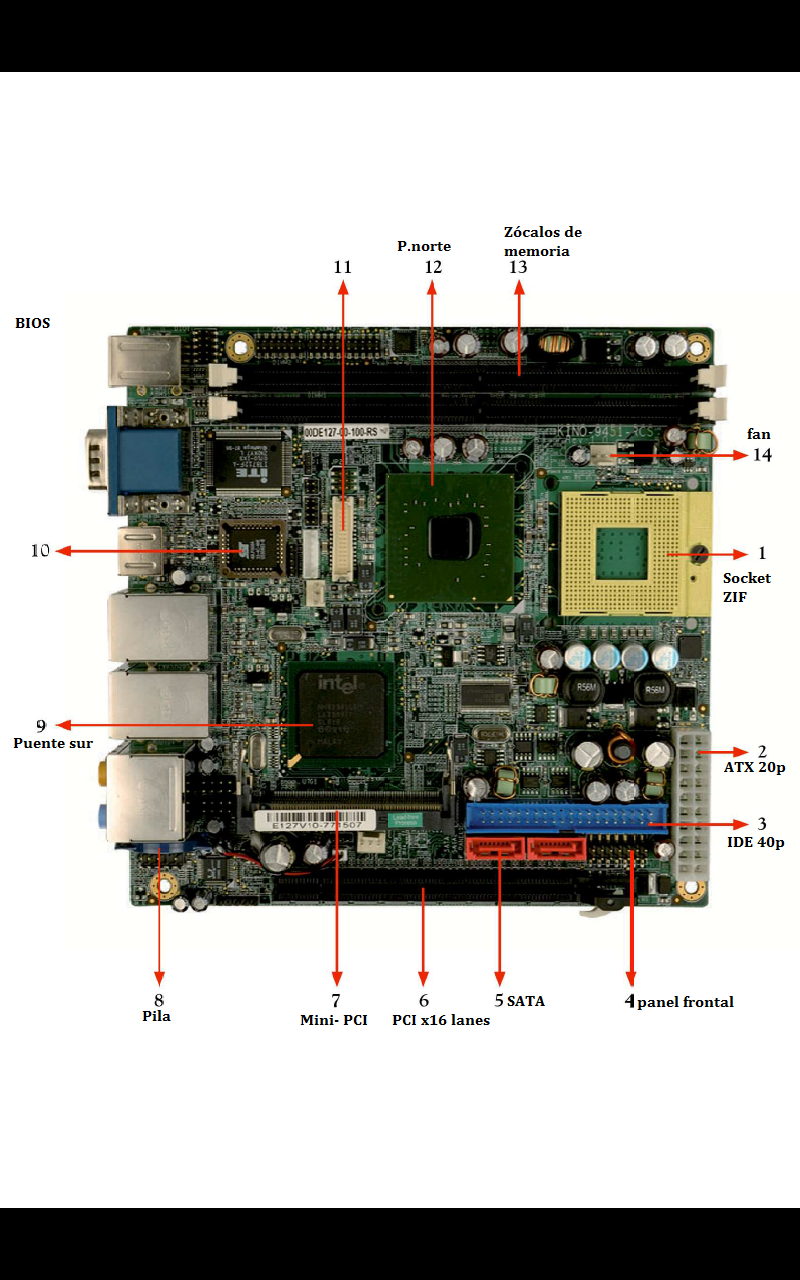 Zócalos de
memoria
P.norte
11
12
13
BIOS
00DE127-00-100-RS
KINO-9451
fan
14
10
1
Socket
ZIF
intel
R56M
R56M
9
Puente sur
2
ATX 20p
3
IDE 40p
E127V10-771507
8
Pila
7
Mini- PCI
6
PCI x16 lanes
5 SATA
4 panel frontal